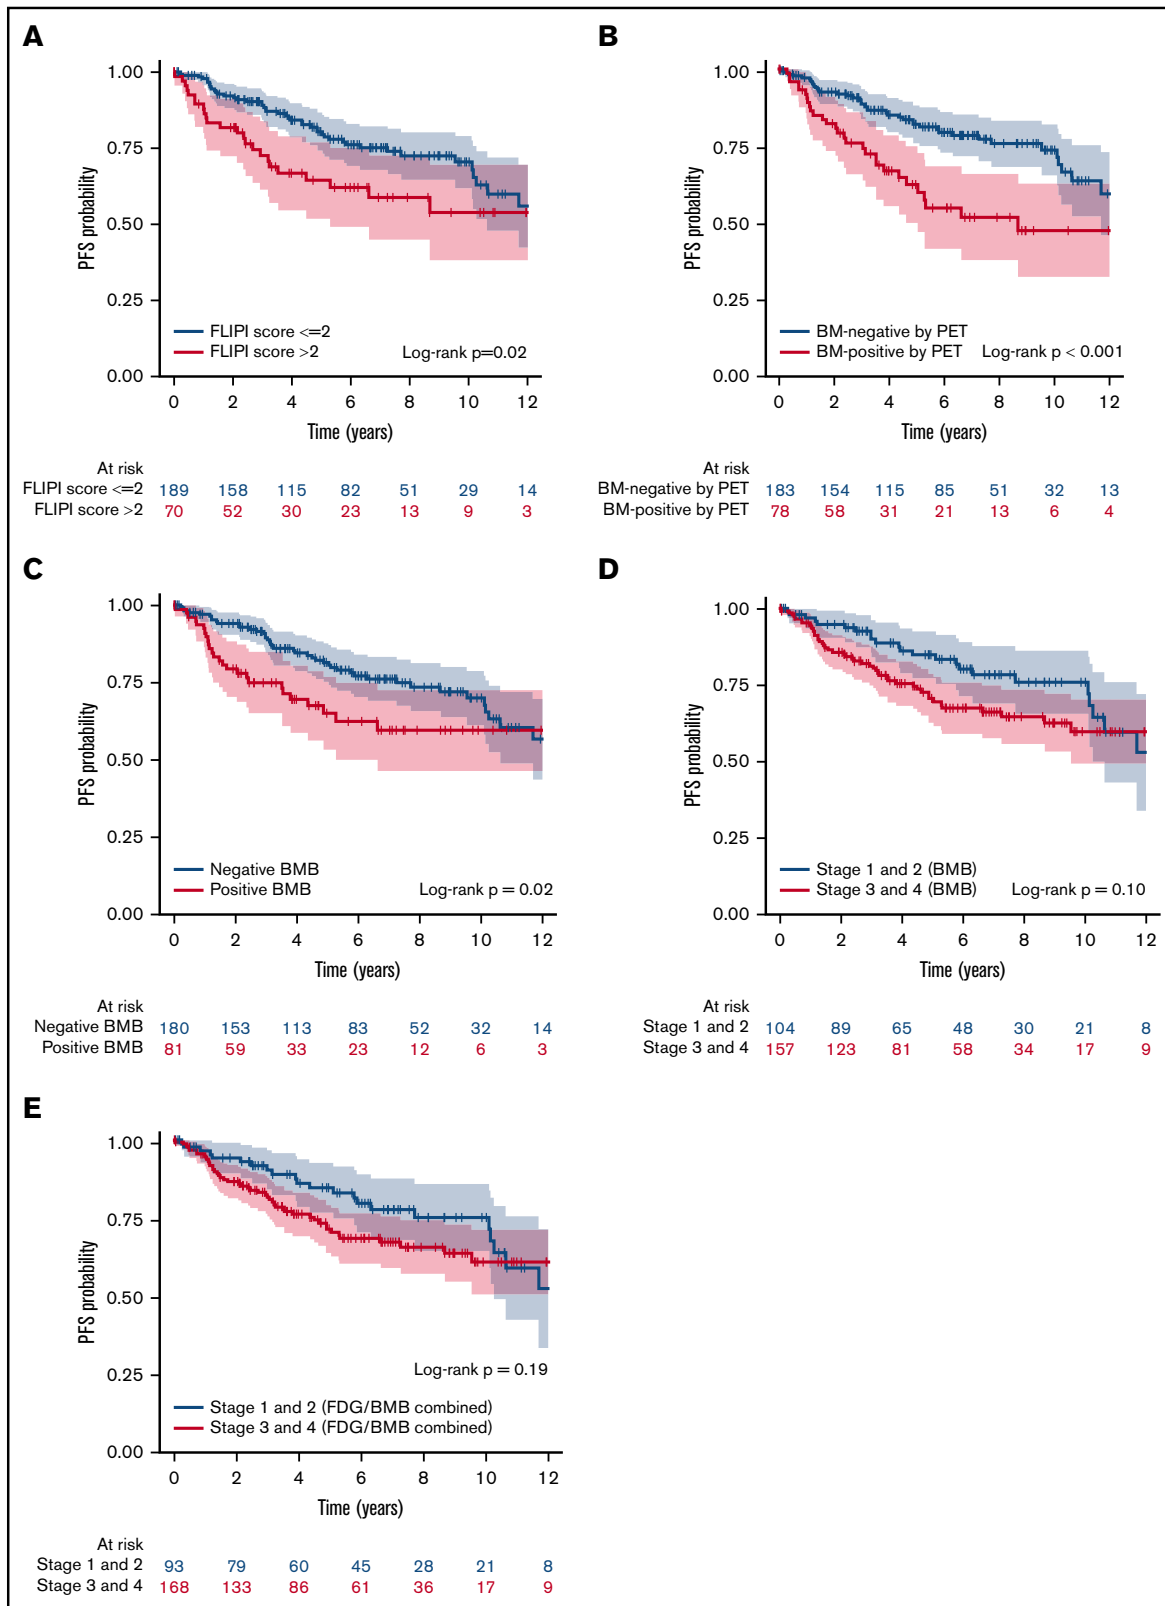 A
1.00
0.75
0.50
0.25
0.00
PFS probability
FLIPI score <=2
FLIPI score >2
Log-rank p=0.02
0 2 4 6 8 10 12
Time (years)
At risk
FLIPI score <=2 189 158 115 82 51 29 14
FLIPI score >2 70 52 30 23 13 9 3
B
1.00
0.75
0.50
0.25
0.00
PFS probability
BM-negative by PET
BM-positive by PET
Log-rank p < 0.001
0 2 4 6 8 10 12
Time (years)
At risk
BM-negative by PET 183 154 115 85 51 32 13
BM-positive by PET 78 58 31 21 13 6 4
C
1.00
0.75
0.50
0.25
0.00
PFS probability
Negative BMB
Positive BMB
Log-rank p = 0.02
0 2 4 6 8 10 12
Time (years)
At risk
Negative BMB 180 153 113 83 52 32 14
Positive BMB 81 59 33 23 12 6 3
D
1.00
0.75
0.50
0.25
0.00
PFS probability
Stage 1 and 2 (BMB)
Stage 3 and 4 (BMB)
Log-rank p = 0.10
0 2 4 6 8 10 12
Time (years)
At risk
Stage 1 and 2 104 89 65 48 30 21 8
Stage 3 and 4 157 123 81 58 34 17 9
E
1.00
0.75
0.50
0.25
0.00
PFS probability
Log-rank p = 0.19
Stage 1 and 2 (FDG/BMB combined)
Stage 3 and 4 (FDG/BMB combined)
0 2 4 6 8 10 12
Time (years)
At risk
Stage 1 and 2 93 79 60 45 28 21 8
Stage 3 and 4 168 133 86 61 36 17 9